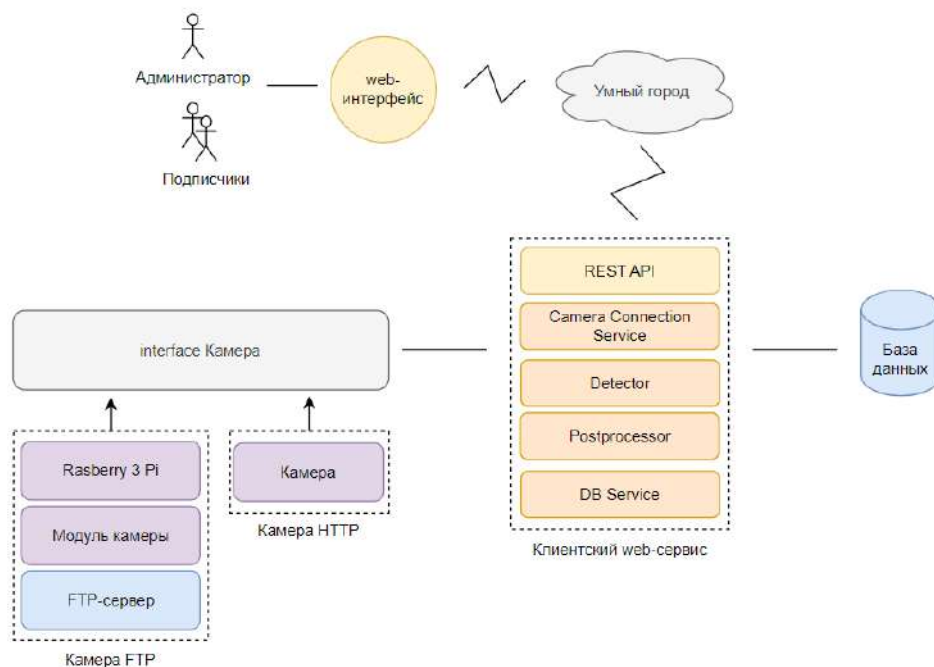 Администратор
Подписчики
web-
интерфейс
Умный город
REST API
Camera Connection
Service
Detector
Postprocessor
DB Service
Клиентский web-сервис
База
данных
interface Камера
Rasberry 3 Pi
Модуль камеры
FTP-сервер
Камера FTP
Камера
Камера HTTP